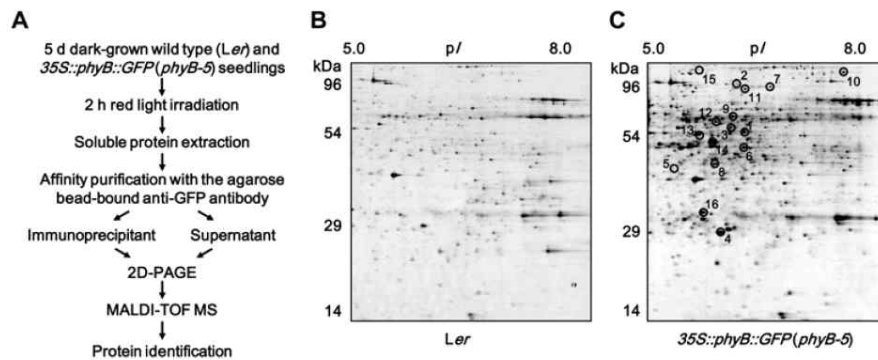 A
5 d dark-grown wild type (Ler) and
35S::phyB::GFP(phyB-5) seedlings
2 h red light irradiation
Soluble protein extraction
Affinity purification with the agarose
bead-bound anti-GFP antibody
Immunoprecipitant Supernatant
2D-PAGE
MALDI-TOF MS
Protein identification
B
5.0 pI 8.0
kDa
96
54
29
14
Ler
C
5.0 pI 8.0
kDa
96
54
29
14
15 2 7 10
11
12 9
13 3 1
14 6
5 8
16
4
35S::phyB::GFP(phyB-5)